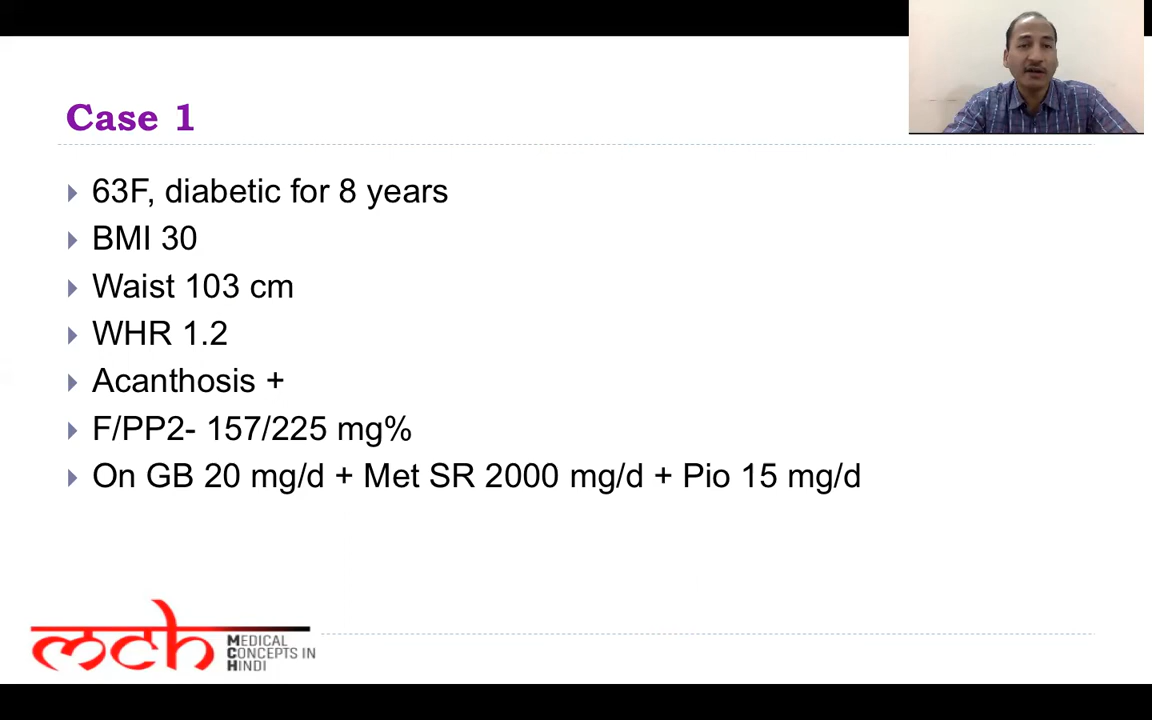 Case 1
63F, diabetic for 8 years
BMI 30
Waist 103 cm
WHR 1.2
Acanthosis +
F/PP2- 157/225 mg%
On GB 20 mg/d + Met SR 2000 mg/d + Pio 15 mg/d
mch
MEDICAL
CONCEPTS IN
HINDI